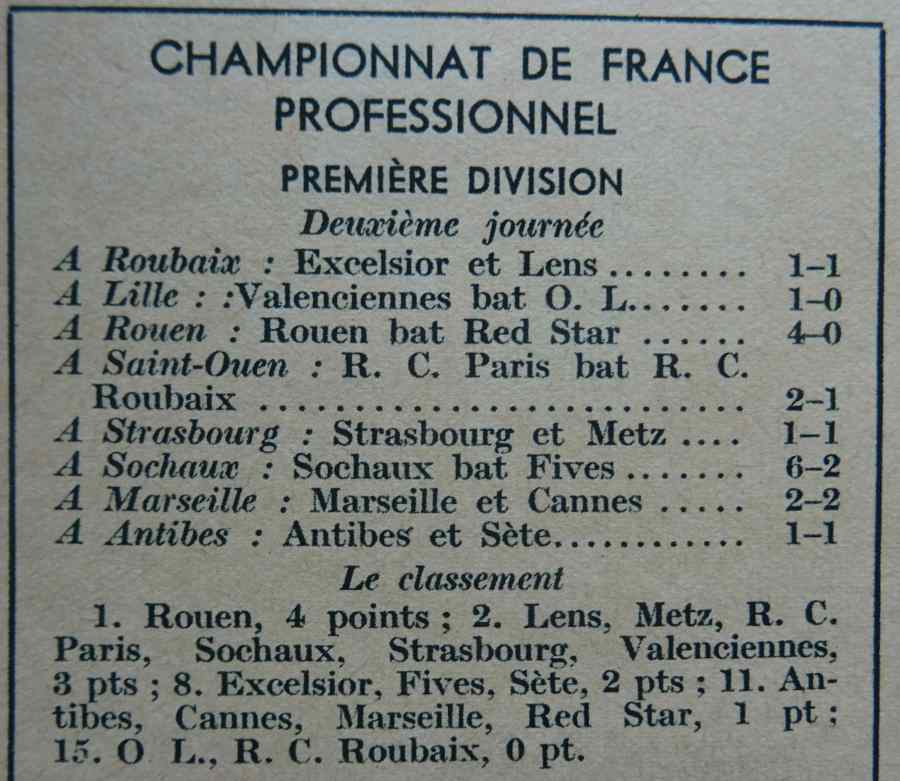 CHAMPIONNAT DE FRANCE
PROFESSIONNEL
PREMIÈRE DIVISION
Deuxième journée
A Roubaix : Excelsior et Lens........ 1–1
A Lille : :Valenciennes bat O. L....... 1–0
A Rouen : Rouen bat Red Star ...... 4–0
A Saint-Ouen : R. C. Paris bat R. C.
Roubaix ............................ 2–1
A Strasbourg : Strasbourg et Metz .... 1–1
A Sochaux : Sochaux bat Fives....... 6–2
A Marseille : Marseille et Cannes ..... 2–2
A Antibes : Antibes et Sète............ 1–1
Le classement
1. Rouen, 4 points ; 2. Lens, Metz, R. C.
Paris, Sochaux, Strasbourg, Valenciennes,
3 pts ; 8. Excelsior, Fives, Sète, 2 pts ; 11. An-
tibes, Cannes, Marseille, Red Star, 1 pt ;
15. O L., R. C. Roubaix, 0 pt.